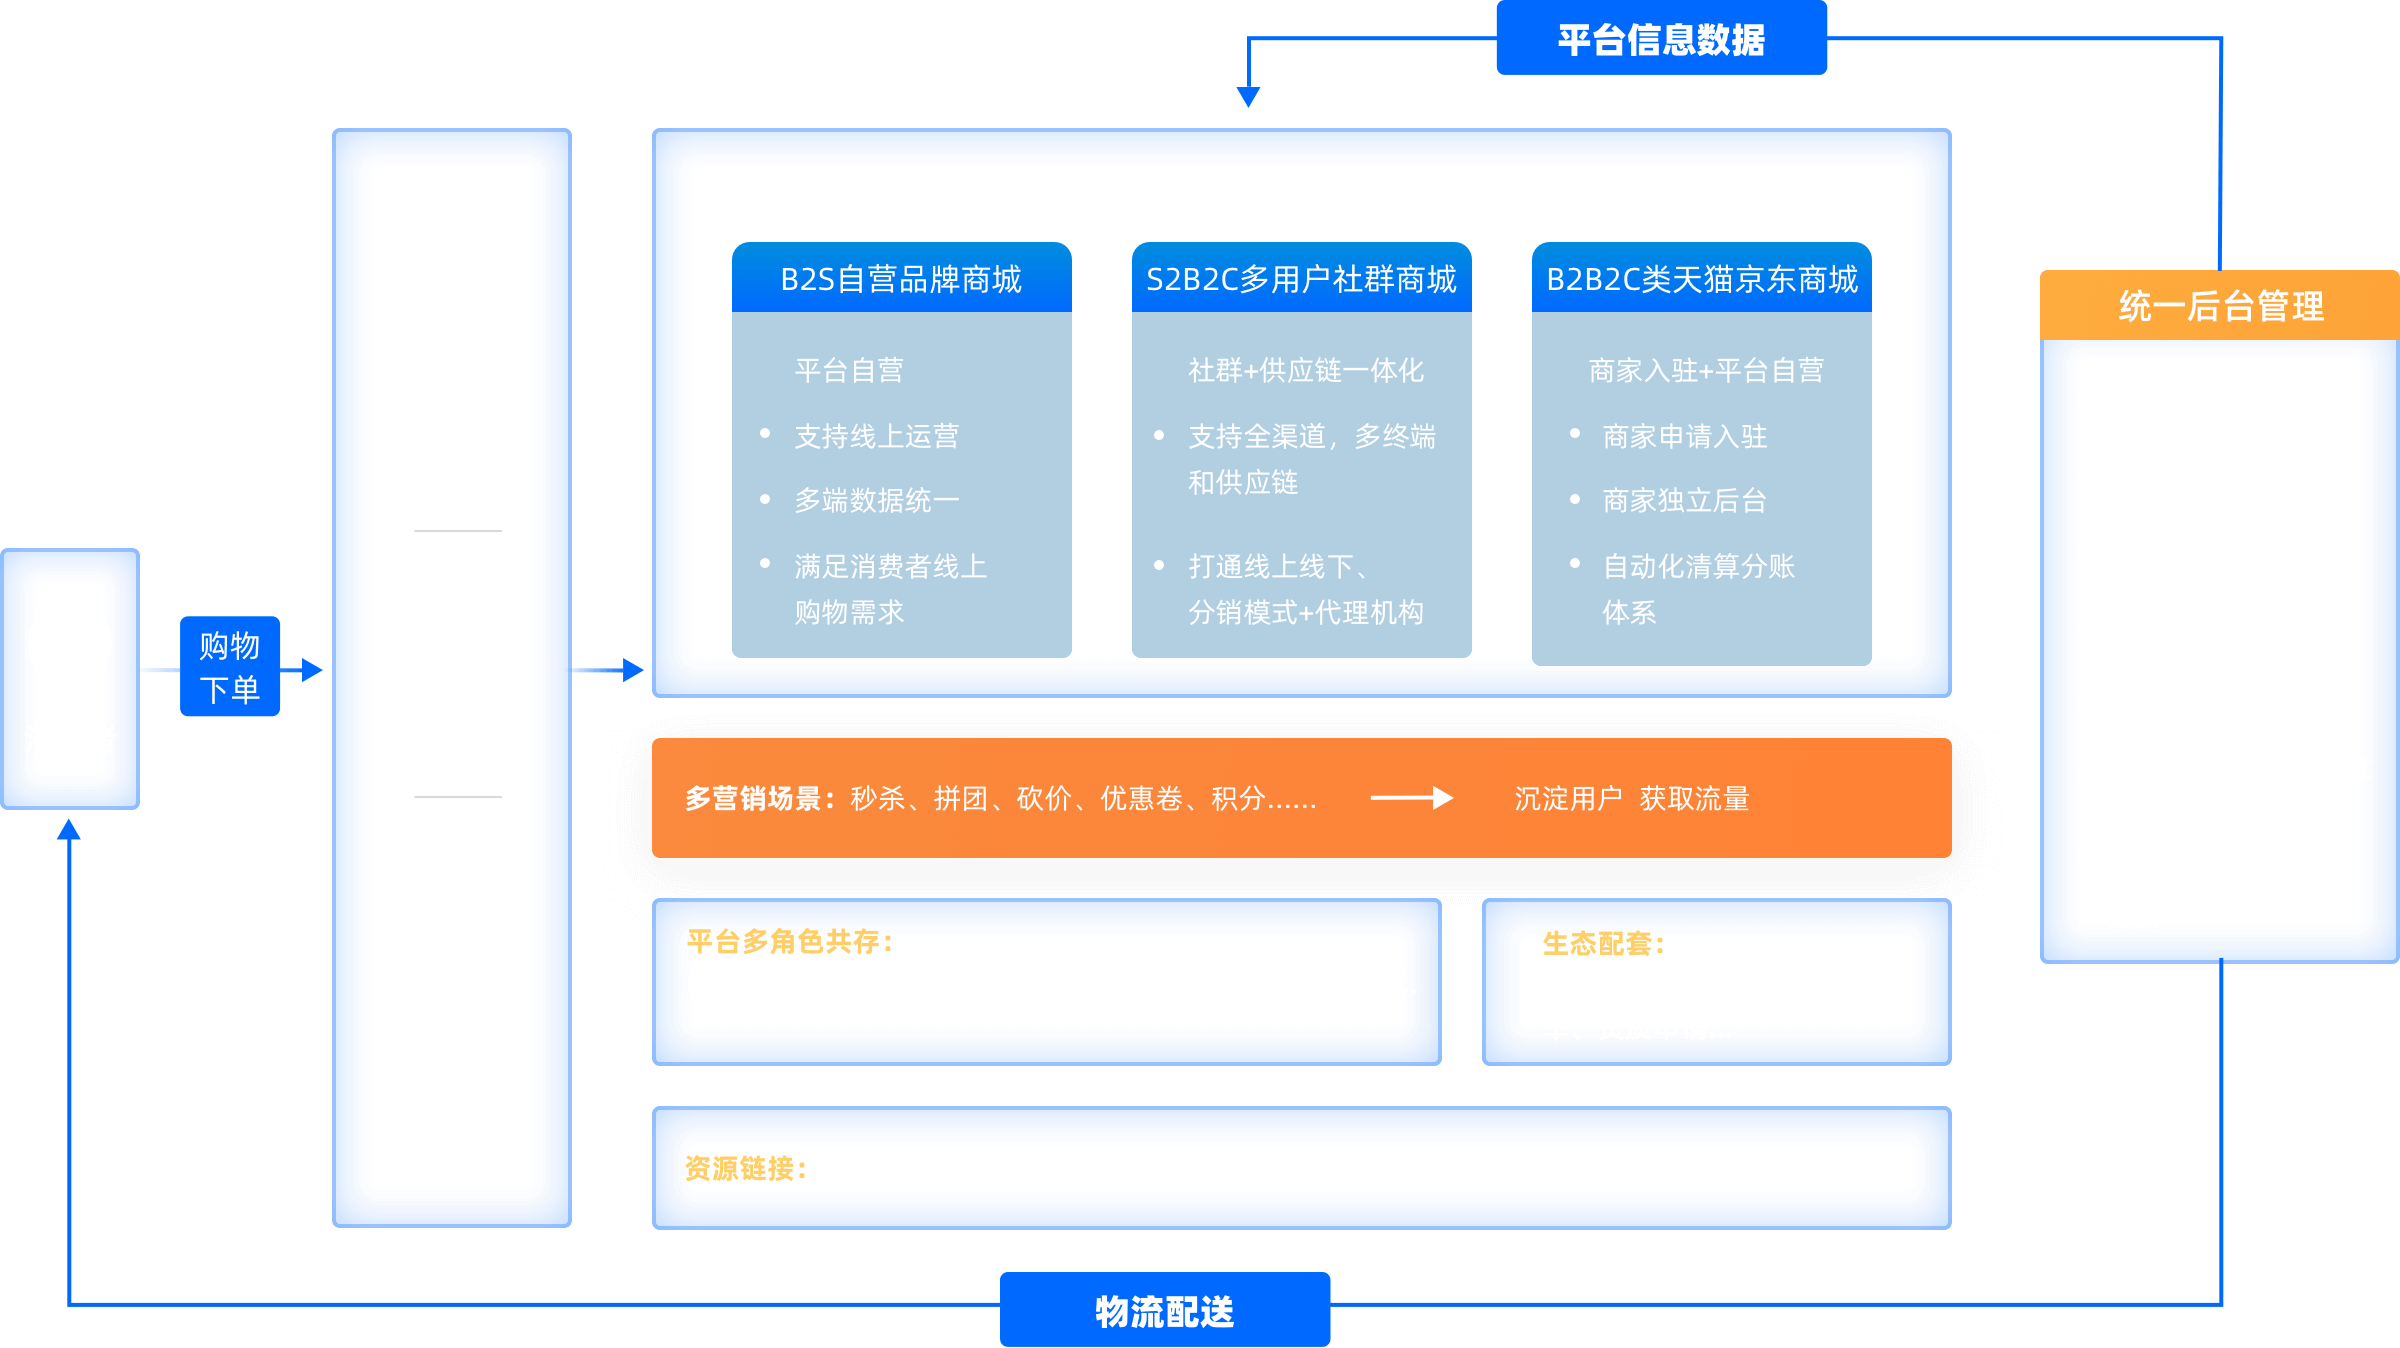 平台信息数据
B2S自营品牌商城
平台自营
支持线上运营
多端数据统一
满足消费者线上
购物需求
S2B2C多用户社群商城
社群+供应链一体化
支持全渠道，多终端
和供应链
打通线上线下、
分销模式+代理机构
B2B2C类天猫京东商城
商家入驻+平台自营
商家申请入驻
商家独立后台
自动化清算分账
体系
统一后台管理
购物
下单
多营销场景：秒杀、拼团、砍价、优惠卷、积分......
沉淀用户 获取流量
平台多角色共存：
生态配套：
资源链接：
物流配送